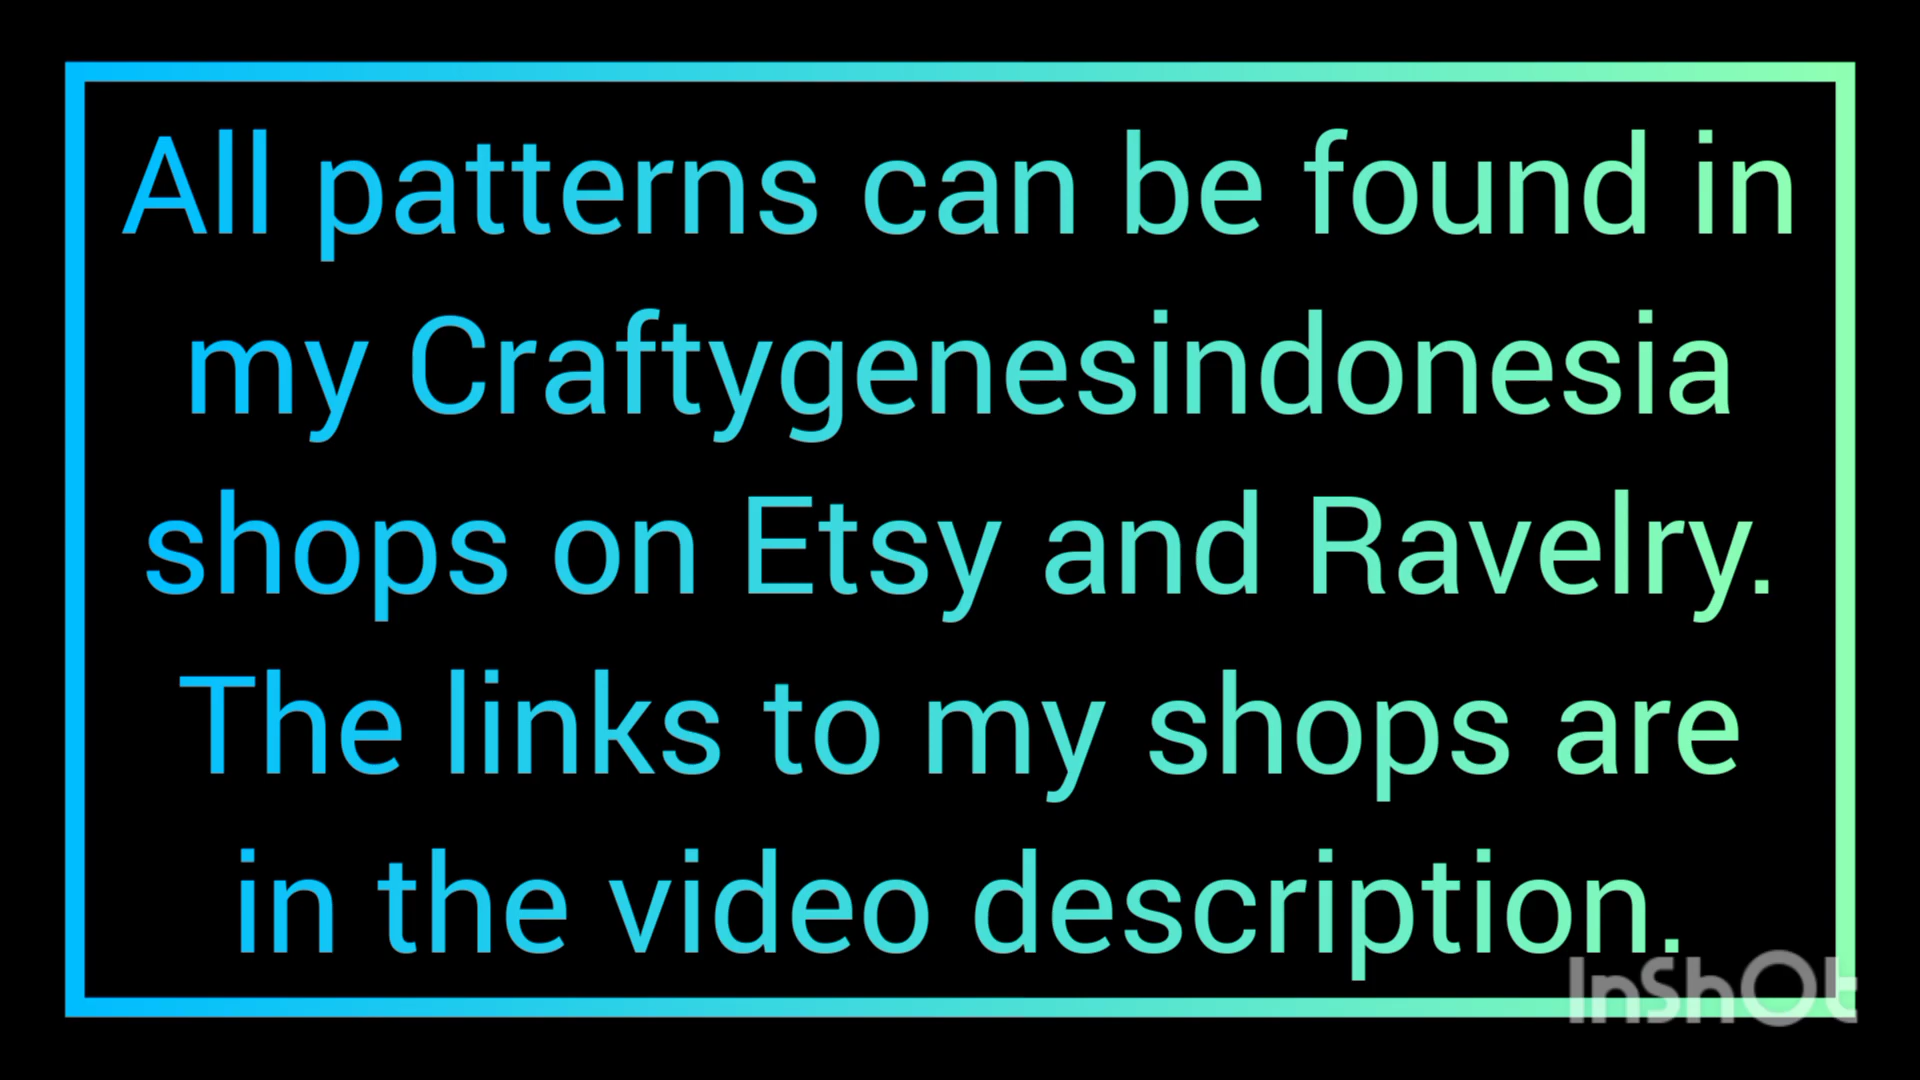 All patterns can be found in
my Craftygenesindonesia
shops on Etsy and Ravelry.
The links to my shops are
in the video description.
InShOt